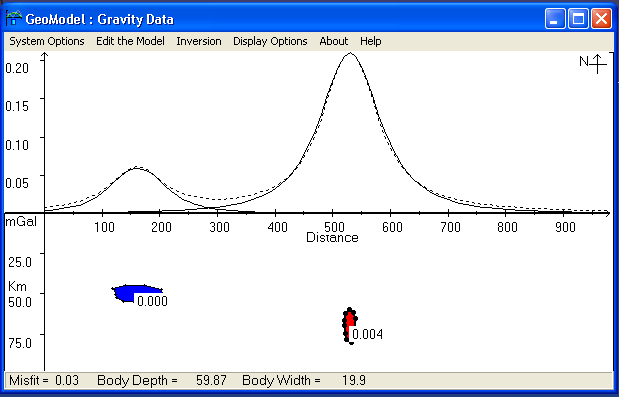 GeoModel : Gravity Data
System Options Edit the Model Inversion Display Options About Help
N
0.20
0.15
0.10
0.05
mGal
100 200 300 400 500 600 700 800 900
Distance
25.0
Km
50.0
0.000
0.004
75.0
Misfit = 0.03 Body Depth = 59.87 Body Width = 19.9